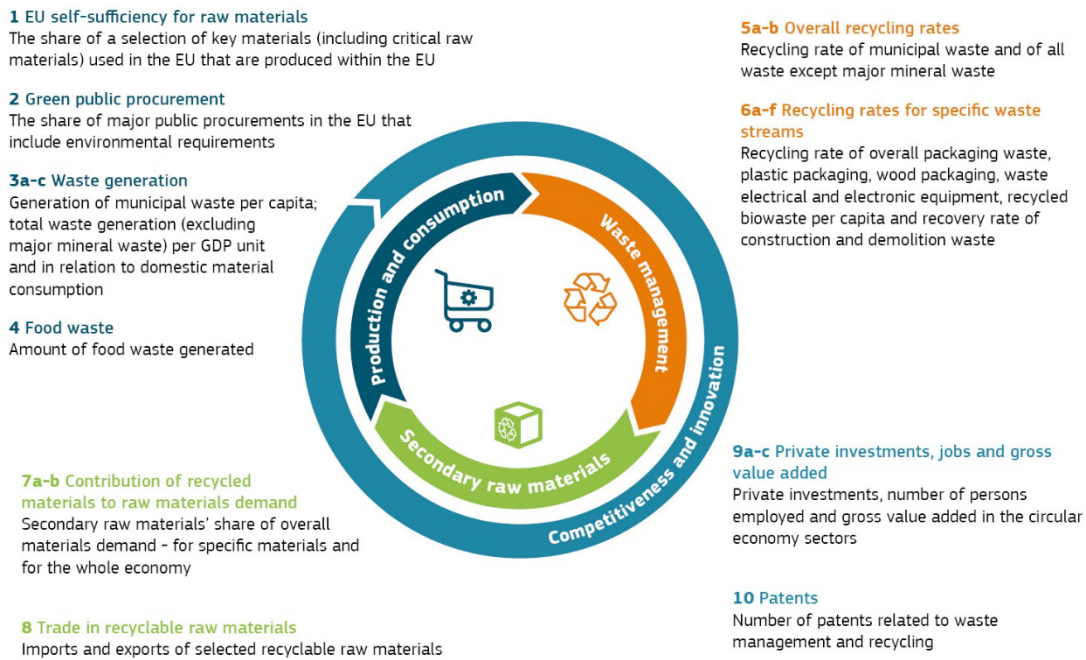 1 EU self-sufficiency for raw materials
The share of a selection of key materials (including critical raw
materials) used in the EU that are produced within the EU
2 Green public procurement
The share of major public procurements in the EU that
include environmental requirements
3a-c Waste generation
Generation of municipal waste per capita;
total waste generation (excluding
major mineral waste) per GDP unit
and in relation to domestic material
consumption
4 Food waste
Amount of food waste generated
5a-b Overall recycling rates
Recycling rate of municipal waste and of all
waste except major mineral waste
6a-f Recycling rates for specific waste
streams
Recycling rate of overall packaging waste,
plastic packaging, wood packaging, waste
electrical and electronic equipment, recycled
biowaste per capita and recovery rate of
construction and demolition waste
Production and consumption
Waste management
Secondary raw materials
Competitiveness and innovation
7a-b Contribution of recycled
materials to raw materials demand
Secondary raw materials' share of overall
materials demand - for specific materials and
for the whole economy
8 Trade in recyclable raw materials
Imports and exports of selected recyclable raw materials
9a-c Private investments, jobs and gross
value added
Private investments, number of persons
employed and gross value added in the circular
economy sectors
10 Patents
Number of patents related to waste
management and recycling